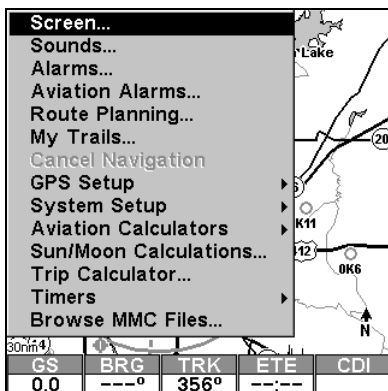 Screen...
Sounds...
Lake
Alarms...
Aviation Alarms...
Route Planning...
My Trails...
20
Cancel Navigation
GPS Setup
System Setup
Aviation Calculators
K11
Sun/Moon Calculations...
12
Trip Calculator...
0K6
Timers
Browse MMC Files...
N
30nm
GS BRG TRK ETE CDI
0.0 ---° 356° --:--